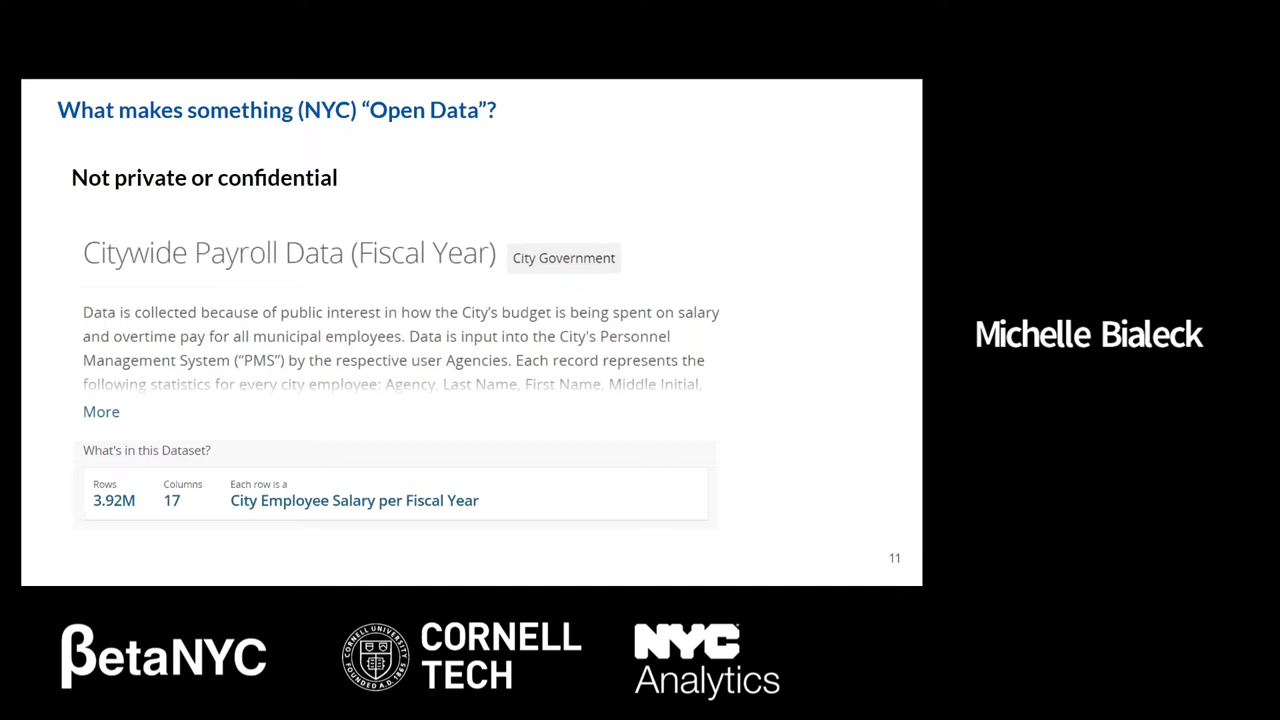 What makes something (NYC) “Open Data”?
Not private or confidential
Citywide Payroll Data (Fiscal Year)
City Government
Data is collected because of public interest in how the City’s budget is being spent on salary
and overtime pay for all municipal employees. Data is input into the City's Personnel
Management System (“PMS”) by the respective user Agencies. Each record represents the
following statistics for every city employee: Agency, Last Name, First Name, Middle Initial,
More
What's in this Dataset?
Rows
3.92M
Columns
17
Each row is a
City Employee Salary per Fiscal Year
11
Michelle Bialeck
βetaNYC
CORNELL UNIVERSITY
FOUNDED A.D. 1865
CORNELL
TECH
NYC
Analytics